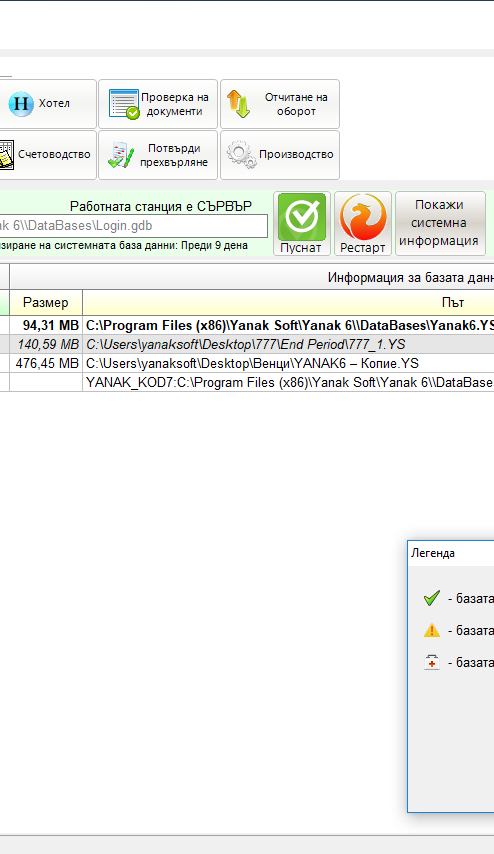 Хотел
Проверка на
документи
Отчитане на
оборот
Счетоводство
Потвърди
прехвърляне
Производство
Работната станция е СЪРВЪР
ak 6\\DataBases\Login.gdb
зиране на системната база данни: Преди 9 дена
Пуснат
Рестарт
Покажи
системна
информация
Информация за базата данн
Размер
Път
94,31 MB C:\Program Files (x86)\Yanak Soft\Yanak 6\\DataBases\Yanak6.YS
140,59 MB C:\Users\yanaksoft\Desktop\777\End Period\777_1.YS
476,45 MB C:\Users\yanaksoft\Desktop\Венци\YANAK6 – Копие.YS
YANAK_KOD7:C:\Program Files (x86)\Yanak Soft\Yanak 6\\DataBase
Легенда
- базата
- базата
- базата